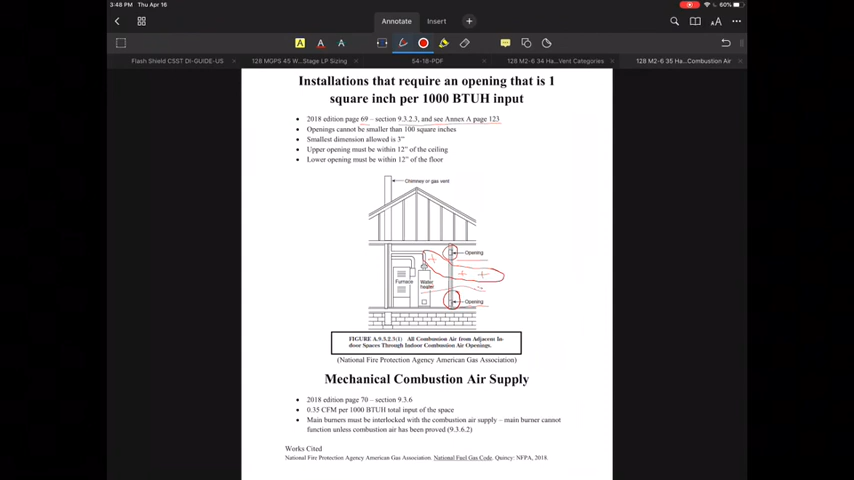 3:48 PM Thu Apr 16
60%
Annotate Insert
Flash Shield CSST DI-GUIDE-US
128 MGPS 45 W...Stage LP Sizing
54-18-PDF
128 M2-6 34 Ha...Vent Categories
128 M2-6 35 Ha...Combustion Air
Installations that require an opening that is 1
square inch per 1000 BTUH input
• 2018 edition page 69 – section 9.3.2.3, and see Annex A page 123
• Openings cannot be smaller than 100 square inches
• Smallest dimension allowed is 3"
• Upper opening must be within 12" of the ceiling
• Lower opening must be within 12" of the floor
Chimney or gas vent
Opening
Furnace
Water
heater
Opening
FIGURE A.9.3.2.3(1) All Combustion Air from Adjacent In-
door Spaces Through Indoor Combustion Air Openings.
(National Fire Protection Agency American Gas Association)
Mechanical Combustion Air Supply
• 2018 edition page 70 – section 9.3.6
• 0.35 CFM per 1000 BTUH total input of the space
• Main burners must be interlocked with the combustion air supply – main burner cannot
function unless combustion air has been proved (9.3.6.2)
Works Cited
National Fire Protection Agency American Gas Association. National Fuel Gas Code. Quincy: NFPA, 2018.